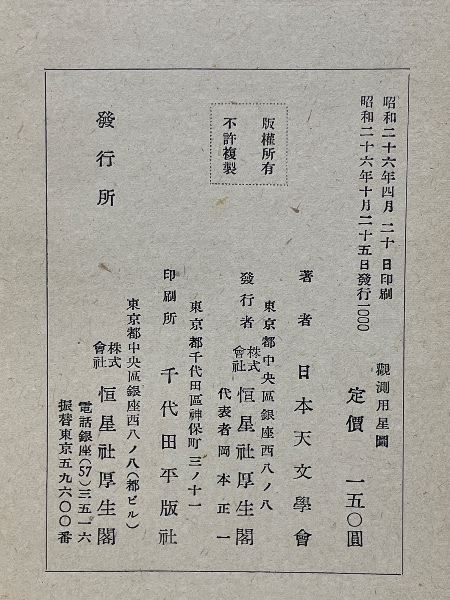 昭和二十六年四月二十日印刷
昭和二十六年十月二十五日發行一〇〇〇
觀測用星圖
定價 一五〇圓
版權所有
不許複製
著者 日本天文學會
東京都中央區銀座西八ノ八
發行者 株式會社 恒星社厚生閣
代表者 岡本正一
東京都千代田區神保町三ノ十一
印刷所 千代田平版社
東京都中央區銀座西八ノ八(都ビル)
發行所 株式會社 恒星社厚生閣
電話銀座(57)三五一六
振替東京五九六〇〇番